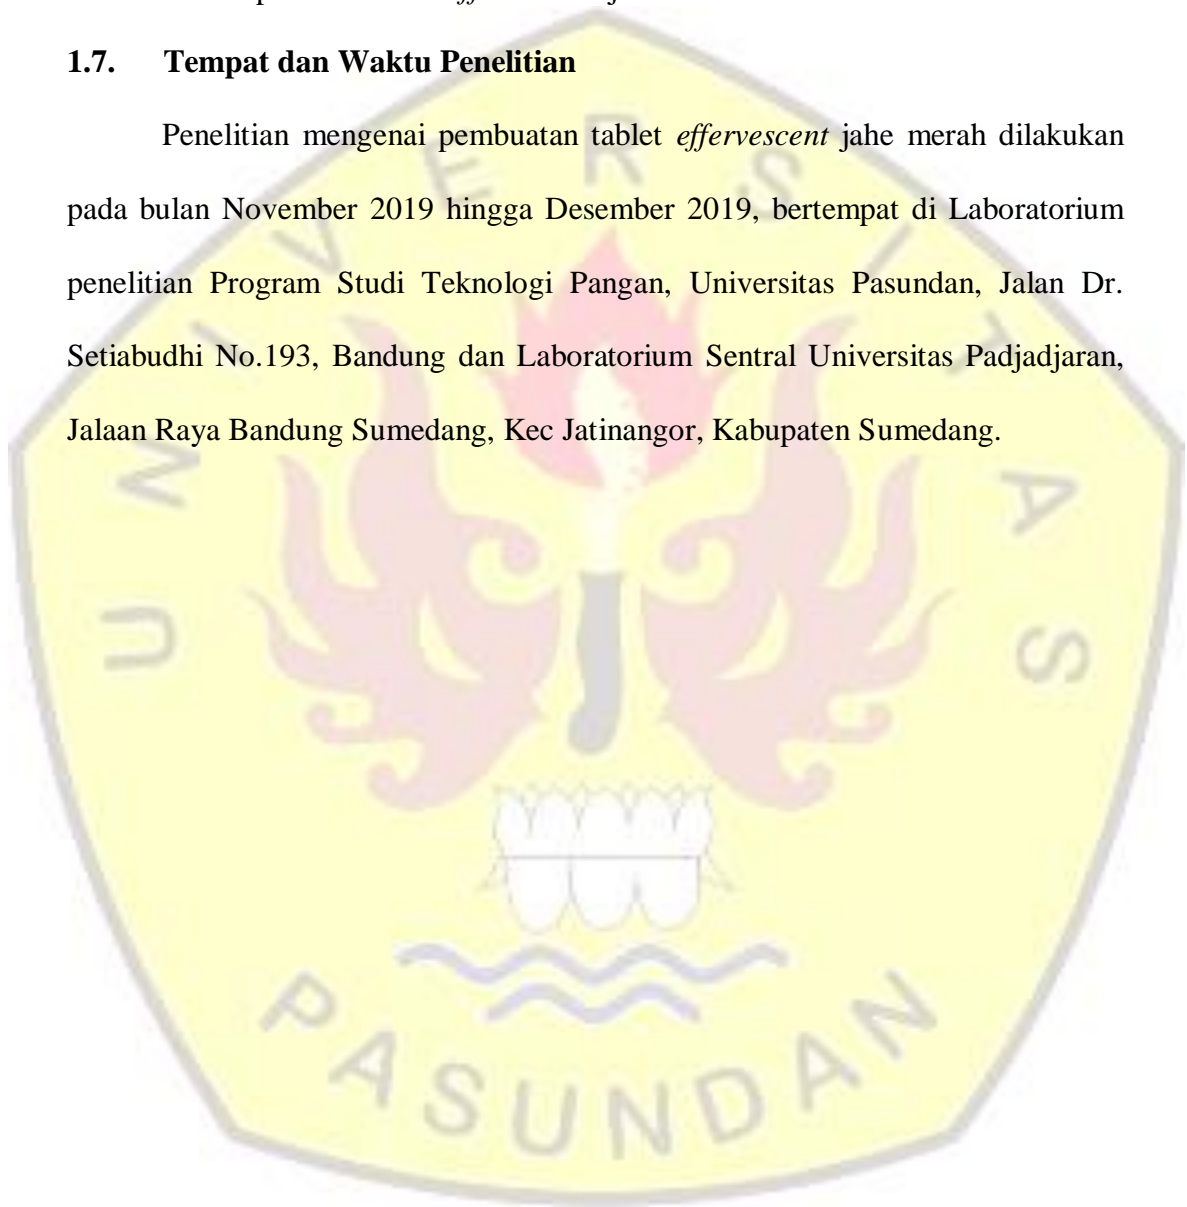 1.7. Tempat dan Waktu Penelitian
Penelitian mengenai pembuatan tablet effervescent jahe merah dilakukan
pada bulan November 2019 hingga Desember 2019, bertempat di Laboratorium
penelitian Program Studi Teknologi Pangan, Universitas Pasundan, Jalan Dr.
Setiabudhi No.193, Bandung dan Laboratorium Sentral Universitas Padjadjaran,
Jalaan Raya Bandung Sumedang, Kec Jatinangor, Kabupaten Sumedang.
UNIVERSITAS
PASUNDAN